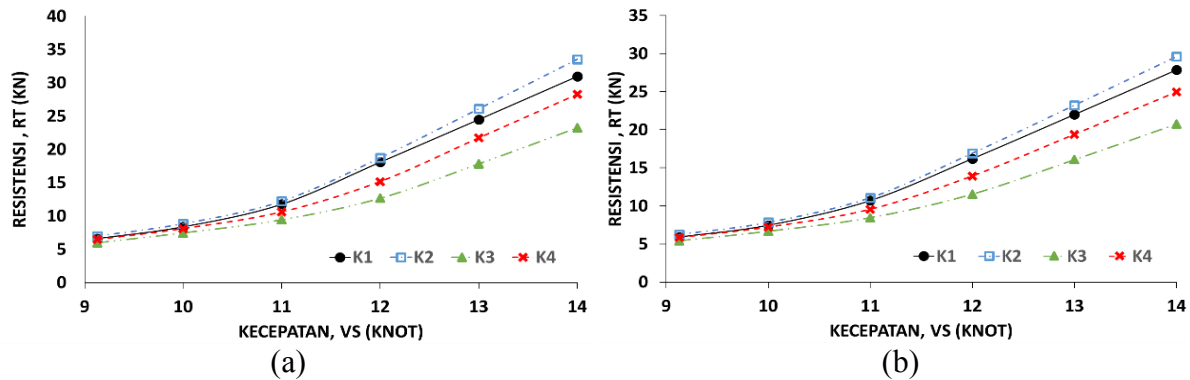 RESISTENSI , RT (KN)
40
35
30
25
20
15
10
5
0
K1 K2 K3 K4
9 10 11 12 13 14
KECEPATAN, VS (KNOT)
(a)
RESISTENSI , RT (KN)
35
30
25
20
15
10
5
0
K1 K2 K3 K4
9 10 11 12 13 14
KECEPATAN, VS (KNOT)
(b)